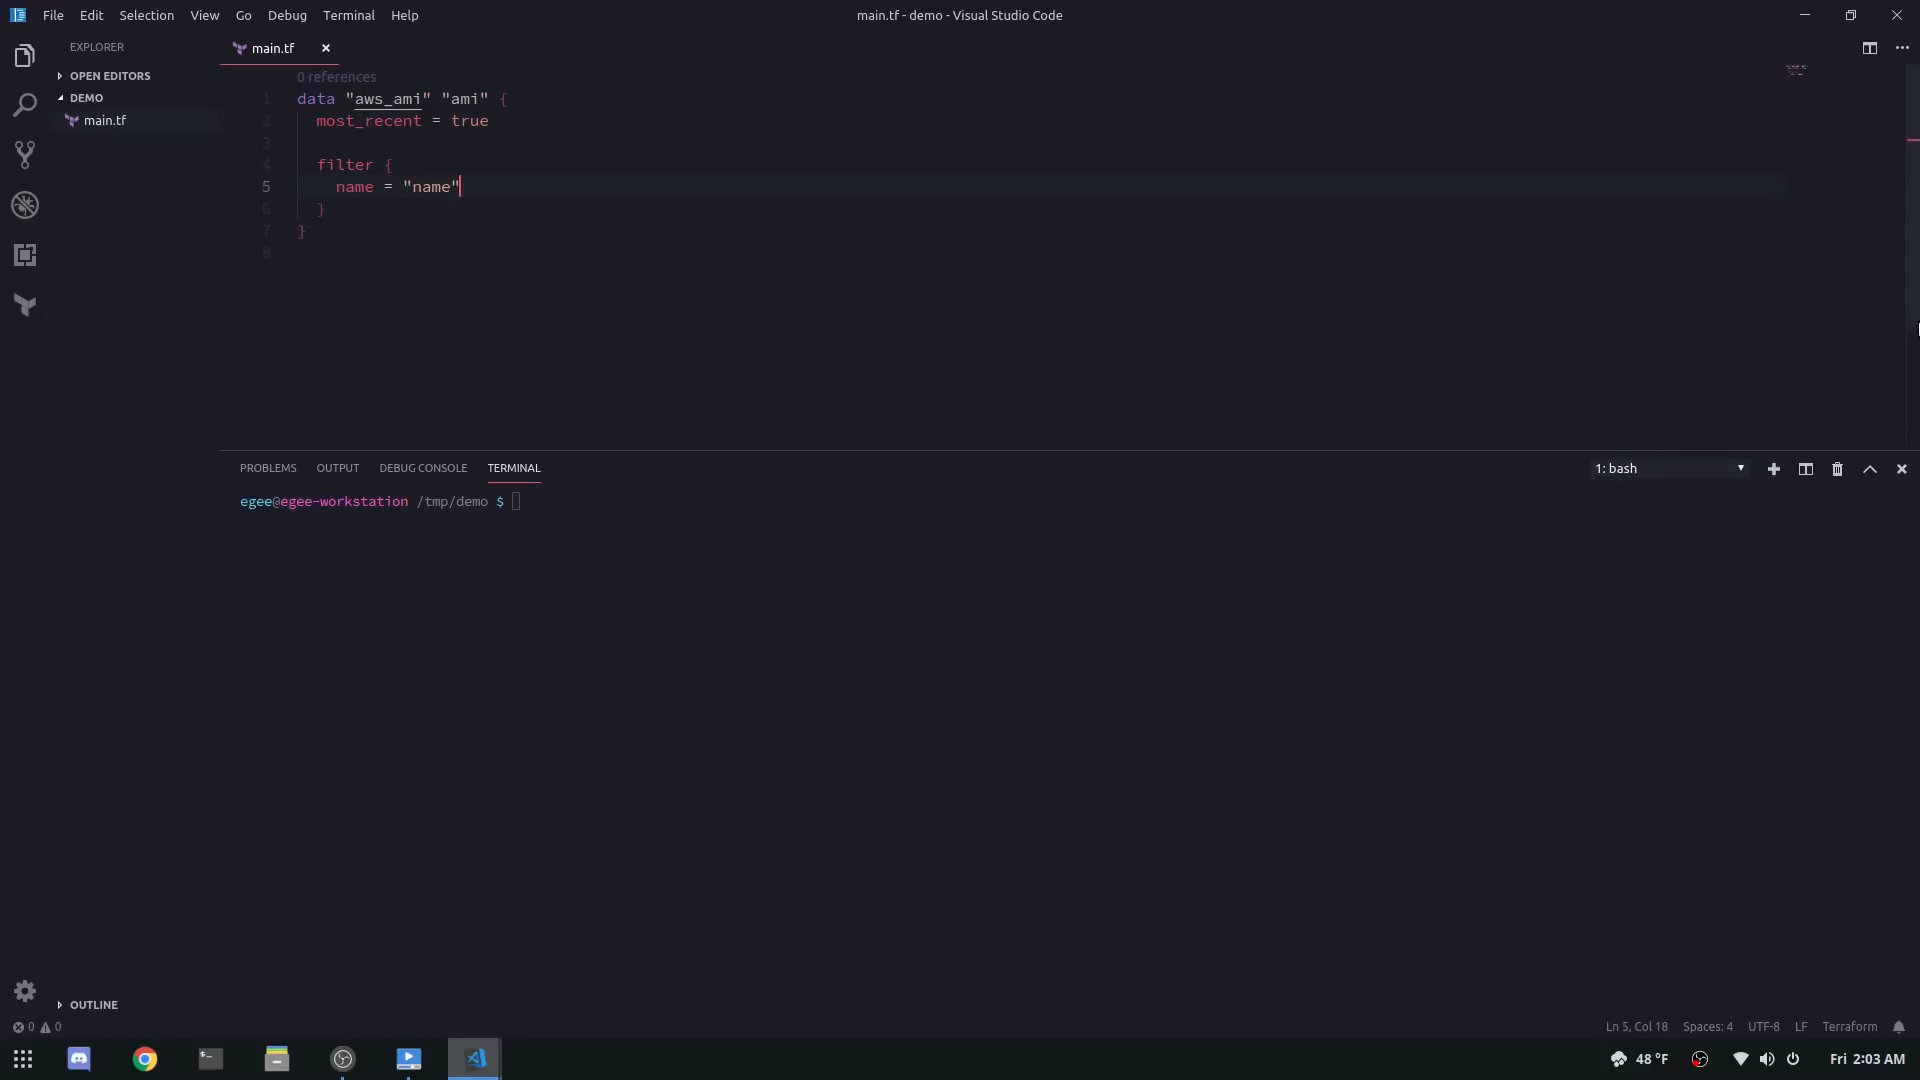 File Edit Selection View Go Debug Terminal Help
main.tf - demo - Visual Studio Code
EXPLORER
OPEN EDITORS
DEMO
main.tf
main.tf
0 references
1 data "aws_ami" "ami" {
2 most_recent = true
3
4 filter {
5 name = "name"
6 }
7 }
8
PROBLEMS OUTPUT DEBUG CONSOLE TERMINAL
1: bash
egee@egee-workstation /tmp/demo $
OUTLINE
0 0
Ln 5, Col 18 Spaces: 4 UTF-8 LF Terraform
48 °F
Fri 2:03 AM